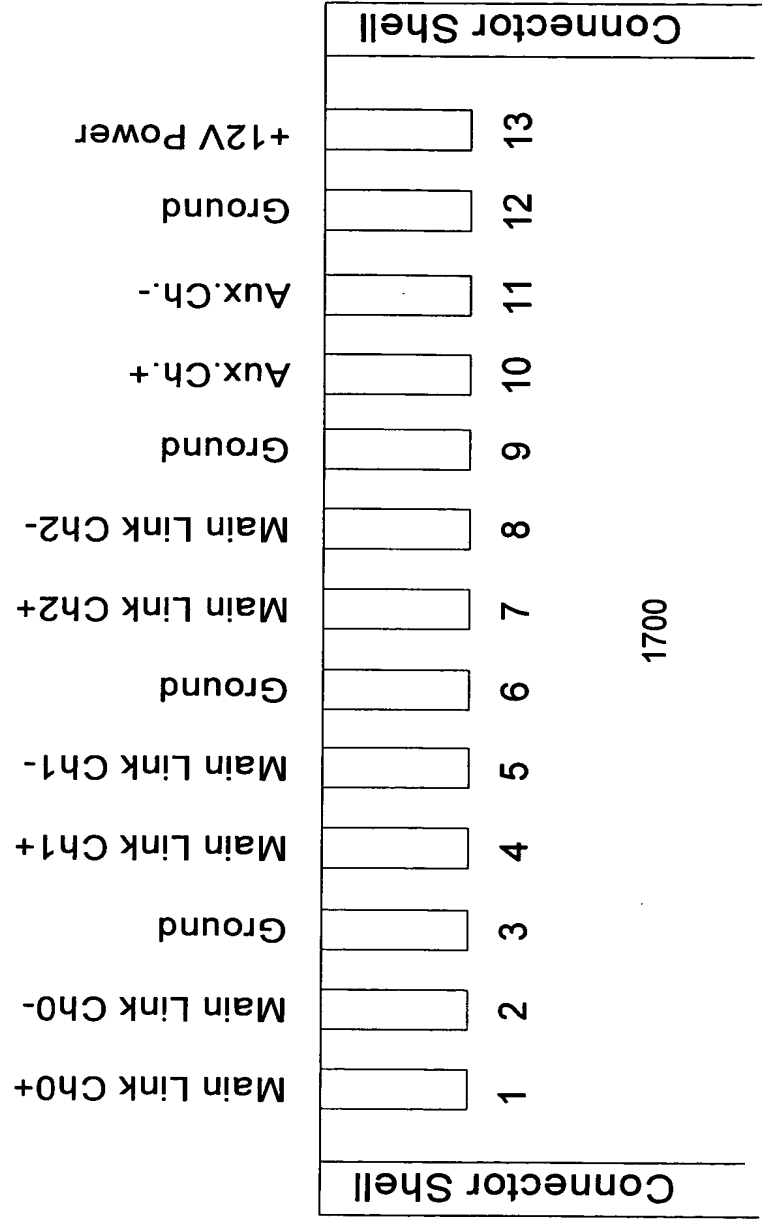 Connector Shell
+12V Power
13
Ground
12
Aux.Ch.-
11
Aux.Ch.+
10
Ground
9
Main Link Ch2-
8
Main Link Ch2+
7
Ground
6
Main Link Ch1-
5
Main Link Ch1+
4
Ground
3
Main Link Ch0-
2
Main Link Ch0+
1
Connector Shell
1700